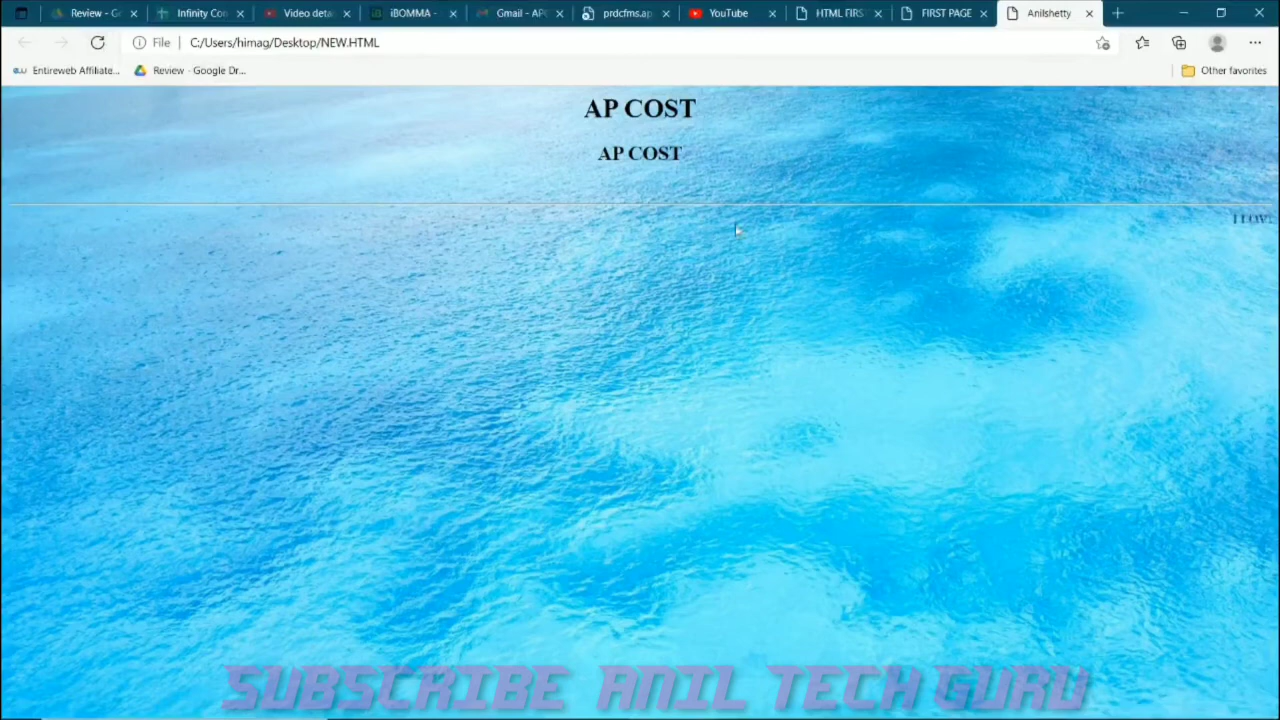 Review - G
Infinity Co
Video deta
iBOMMA -
Gmail - AP
prdcfms.ap
YouTube
HTML FIRS
FIRST PAGE
Anilshetty
File
C:/Users/himag/Desktop/NEW.HTML
Entireweb Affiliate...
Review - Google Dr...
Other favorites
AP COST
AP COST
I LOV
SUBSCRIBE ANIL TECH GURU